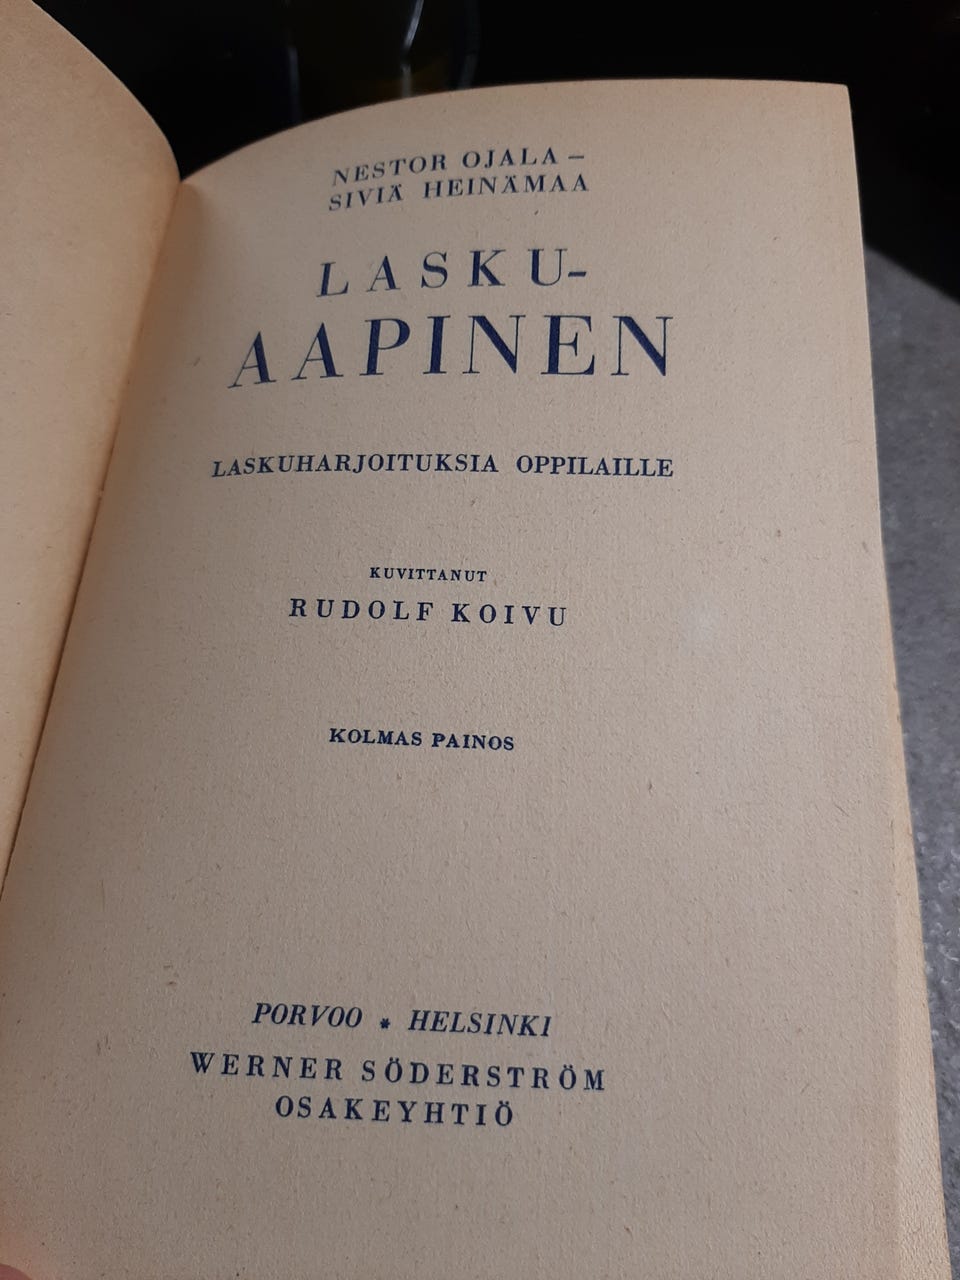 NESTOR OJALA –
SIVIÄ HEINÄMAA
LASKU-
AAPINEN
LASKUHARJOITUKSIA OPPILAILLE
KUVITTANUT
RUDOLF KOIVU
KOLMAS PAINOS
PORVOO * HELSINKI
WERNER SÖDERSTRÖM
OSAKEYHTIÖ